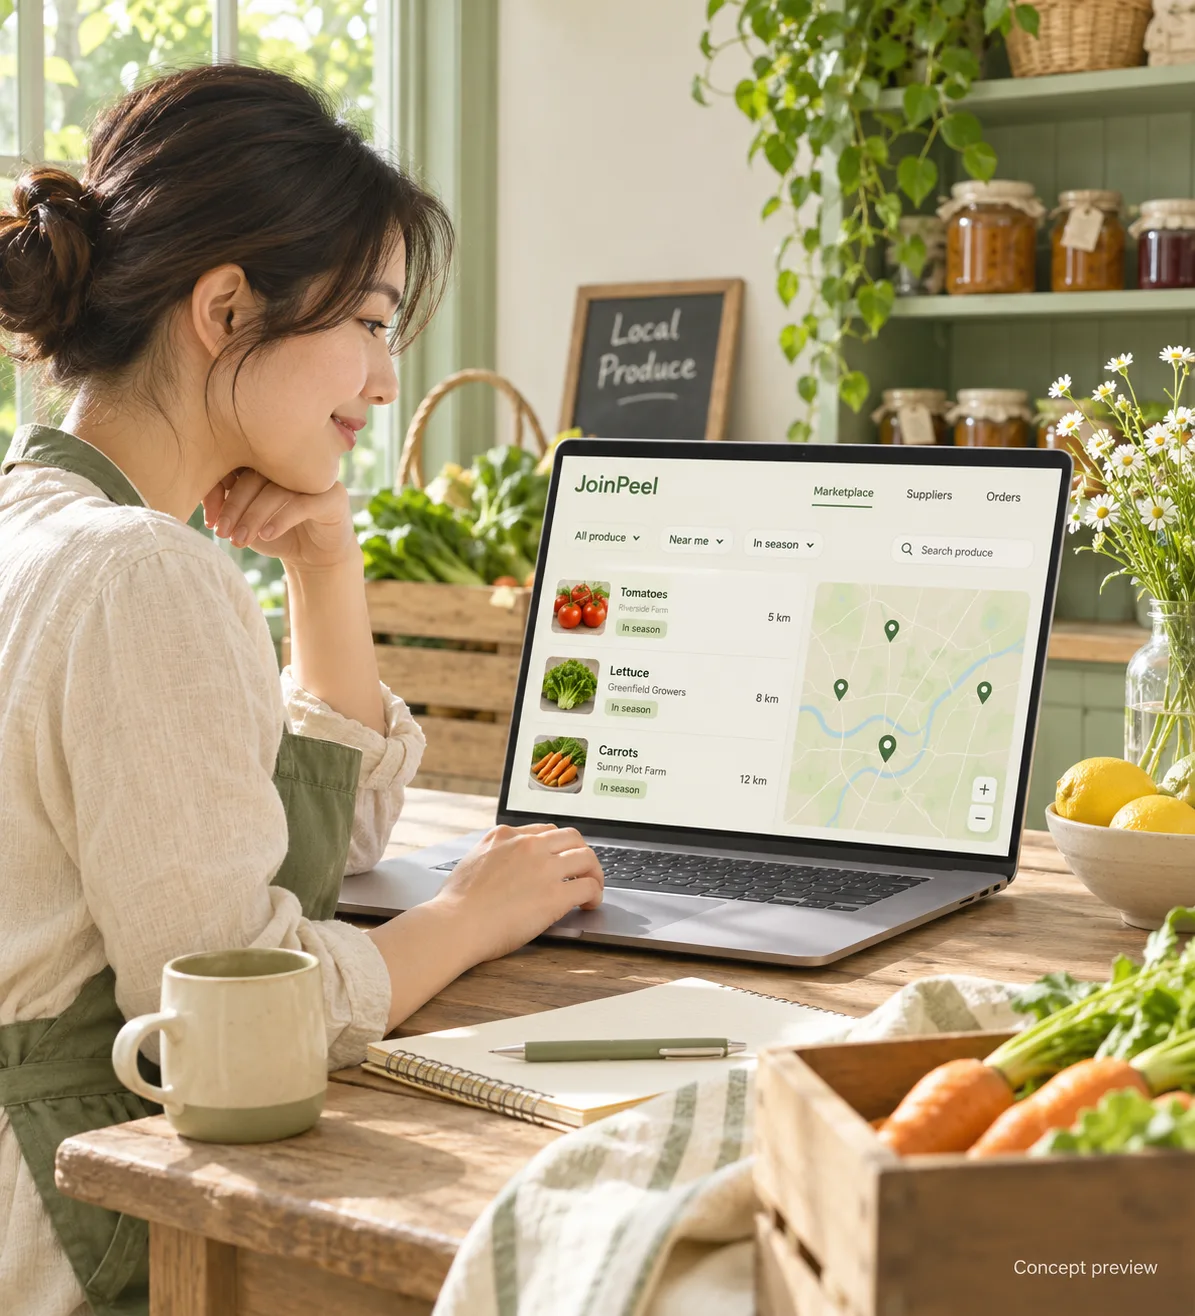 Local
Produce
JoinPeel
Marketplace
Suppliers
Orders
All produce
Near me
In season
Search produce
Tomatoes
Riverside Farm
In season
5 km
Lettuce
Greenfield Growers
In season
8 km
Carrots
Sunny Plot Farm
In season
12 km
+
−
Concept preview